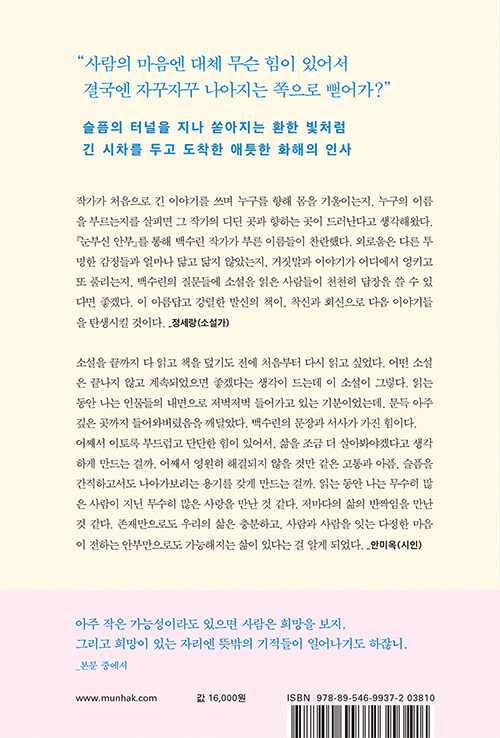 “사람의 마음엔 대체 무슨 힘이 있어서
결국엔 자꾸자꾸 나아지는 쪽으로 뻗어가?”
슬픔의 터널을 지나 쏟아지는 환한 빛처럼
긴 시차를 두고 도착한 애틋한 화해의 인사
작가가 처음으로 긴 이야기를 쓰며 누구를 향해 몸을 기울이는지, 누구의 이름
을 부르는지를 살피면 그 작가의 디딘 곳과 향하는 곳이 드러난다고 생각해왔다.
『눈부신 안부』를 통해 백수린 작가가 부른 이름들이 찬란했다. 외로움은 다른 투
명한 감정들과 얼마나 닮고 닮지 않았는지, 거짓말과 이야기가 어디에서 엉키고
또 풀리는지, 백수린의 질문들에 소설을 읽은 사람들이 천천히 답장을 쓸 수 있
다면 좋겠다. 이 아름답고 강렬한 발신의 책이, 착신과 회신으로 다음 이야기들
을 탄생시킬 것이다. _정세랑(소설가)
소설을 끝까지 다 읽고 책을 덮기도 전에 처음부터 다시 읽고 싶었다. 어떤 소설
은 끝나지 않고 계속되었으면 좋겠다는 생각이 드는데 이 소설이 그렇다. 읽는
동안 나는 인물들의 내면으로 저벅저벅 들어가고 있는 기분이었는데, 문득 아주
깊은 곳까지 들어와버렸음을 깨달았다. 백수린의 문장과 서사가 가진 힘이다.
어째서 이토록 부드럽고 단단한 힘이 있어서, 삶을 조금 더 살아봐야겠다고 생각
하게 만드는 걸까. 어째서 영원히 해결되지 않을 것만 같은 고통과 아픔, 슬픔을
간직하고서도 나아가보려는 용기를 갖게 만드는 걸까. 읽는 동안 나는 무수히 많
은 사람이 지닌 무수히 많은 사랑을 만난 것 같다. 저마다의 삶의 반짝임을 만난
것 같다. 존재만으로도 우리의 삶은 충분하고, 사람과 사람을 잇는 다정한 마음
이 전하는 안부만으로도 가능해지는 삶이 있다는 걸 알게 되었다. _안미옥(시인)
아주 작은 가능성이라도 있으면 사람은 희망을 보지.
그리고 희망이 있는 자리엔 뜻밖의 기적들이 일어나기도 하잖니.
_본문 중에서
www.munhak.com 값 16,000원 ISBN 978-89-546-9937-2 03810